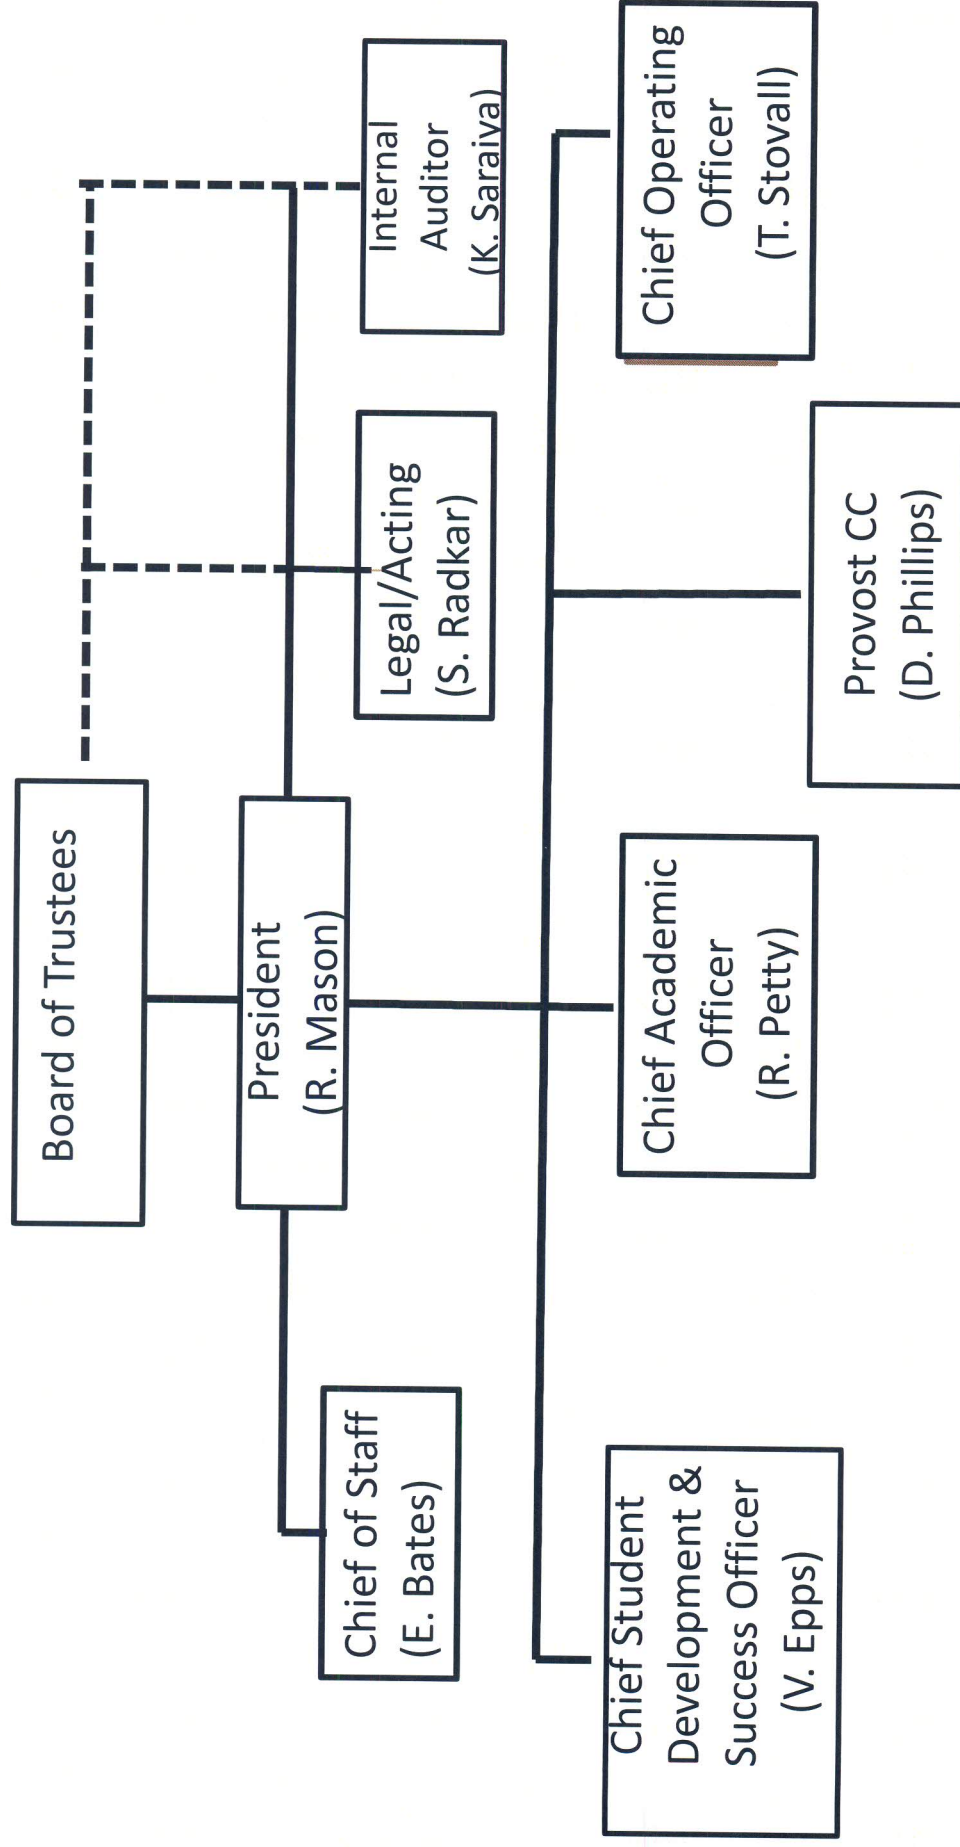 Board of Trustees
President
(R. Mason)
Chief of Staff
(E. Bates)
Legal/Acting
(S. Radkar)
Internal
Auditor
(K. Saraiva)
Chief Student
Development &
Success Officer
(V. Epps)
Chief Academic
Officer
(R. Petty)
Provost CC
(D. Phillips)
Chief Operating
Officer
(T. Stovall)